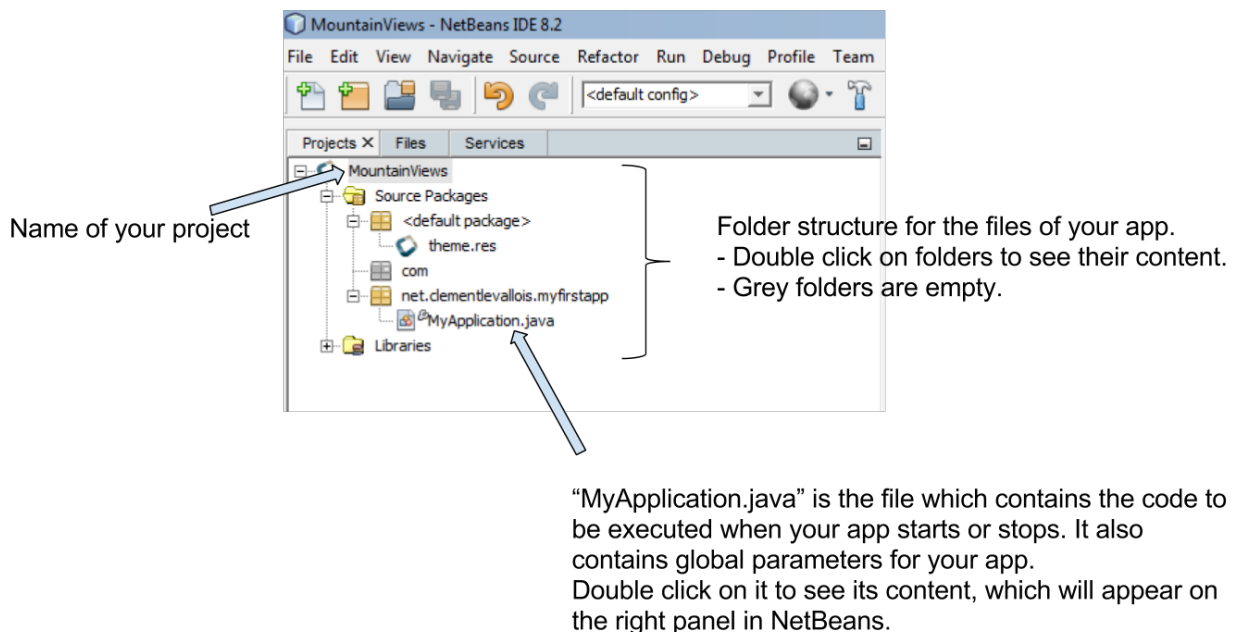 MountainViews - NetBeans IDE 8.2
File Edit View Navigate Source Refactor Run Debug Profile Team
<default config>
Projects X Files Services
MountainViews
Source Packages
<default package>
theme.res
com
net.clementlevallois.myfirstapp
MyApplication.java
Libraries
Name of your project
Folder structure for the files of your app.
- Double click on folders to see their content.
- Grey folders are empty.
“MyApplication.java” is the file which contains the code to
be executed when your app starts or stops. It also
contains global parameters for your app.
Double click on it to see its content, which will appear on
the right panel in NetBeans.